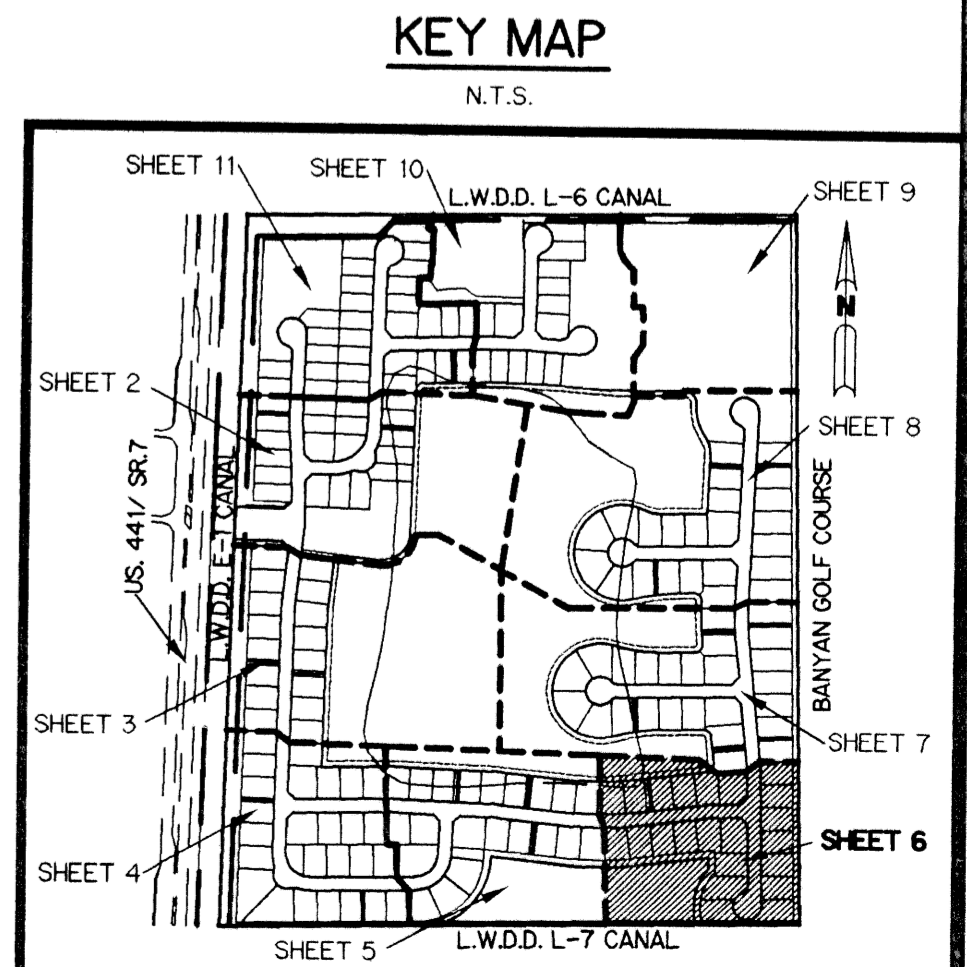 KEY MAP
N.T.S.
SHEET 11
SHEET 10
L.W.D.D. L-6 CANAL
SHEET 9
N
SHEET 2
SHEET 8
US. 441/ SR.7
L.W.D.D. E-1 CANAL
BANYAN GOLF COURSE
SHEET 3
SHEET 7
SHEET 4
SHEET 6
SHEET 5
L.W.D.D. L-7 CANAL